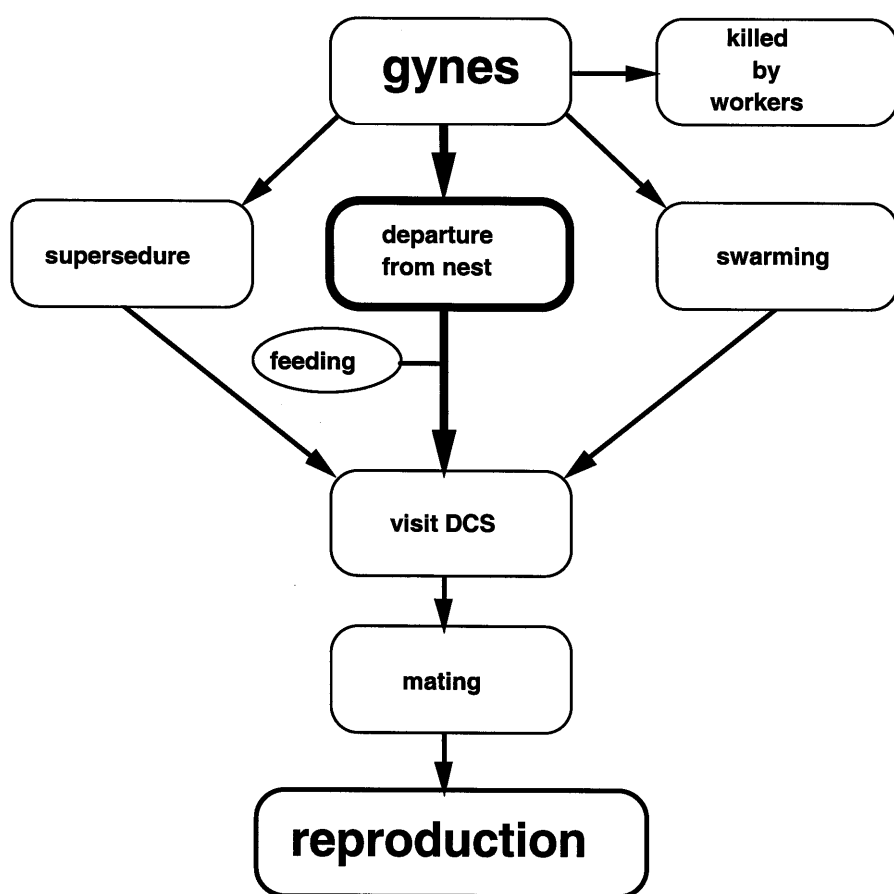 gynes
killed
by
workers
supersedure
departure
from nest
swarming
feeding
visit DCS
mating
reproduction